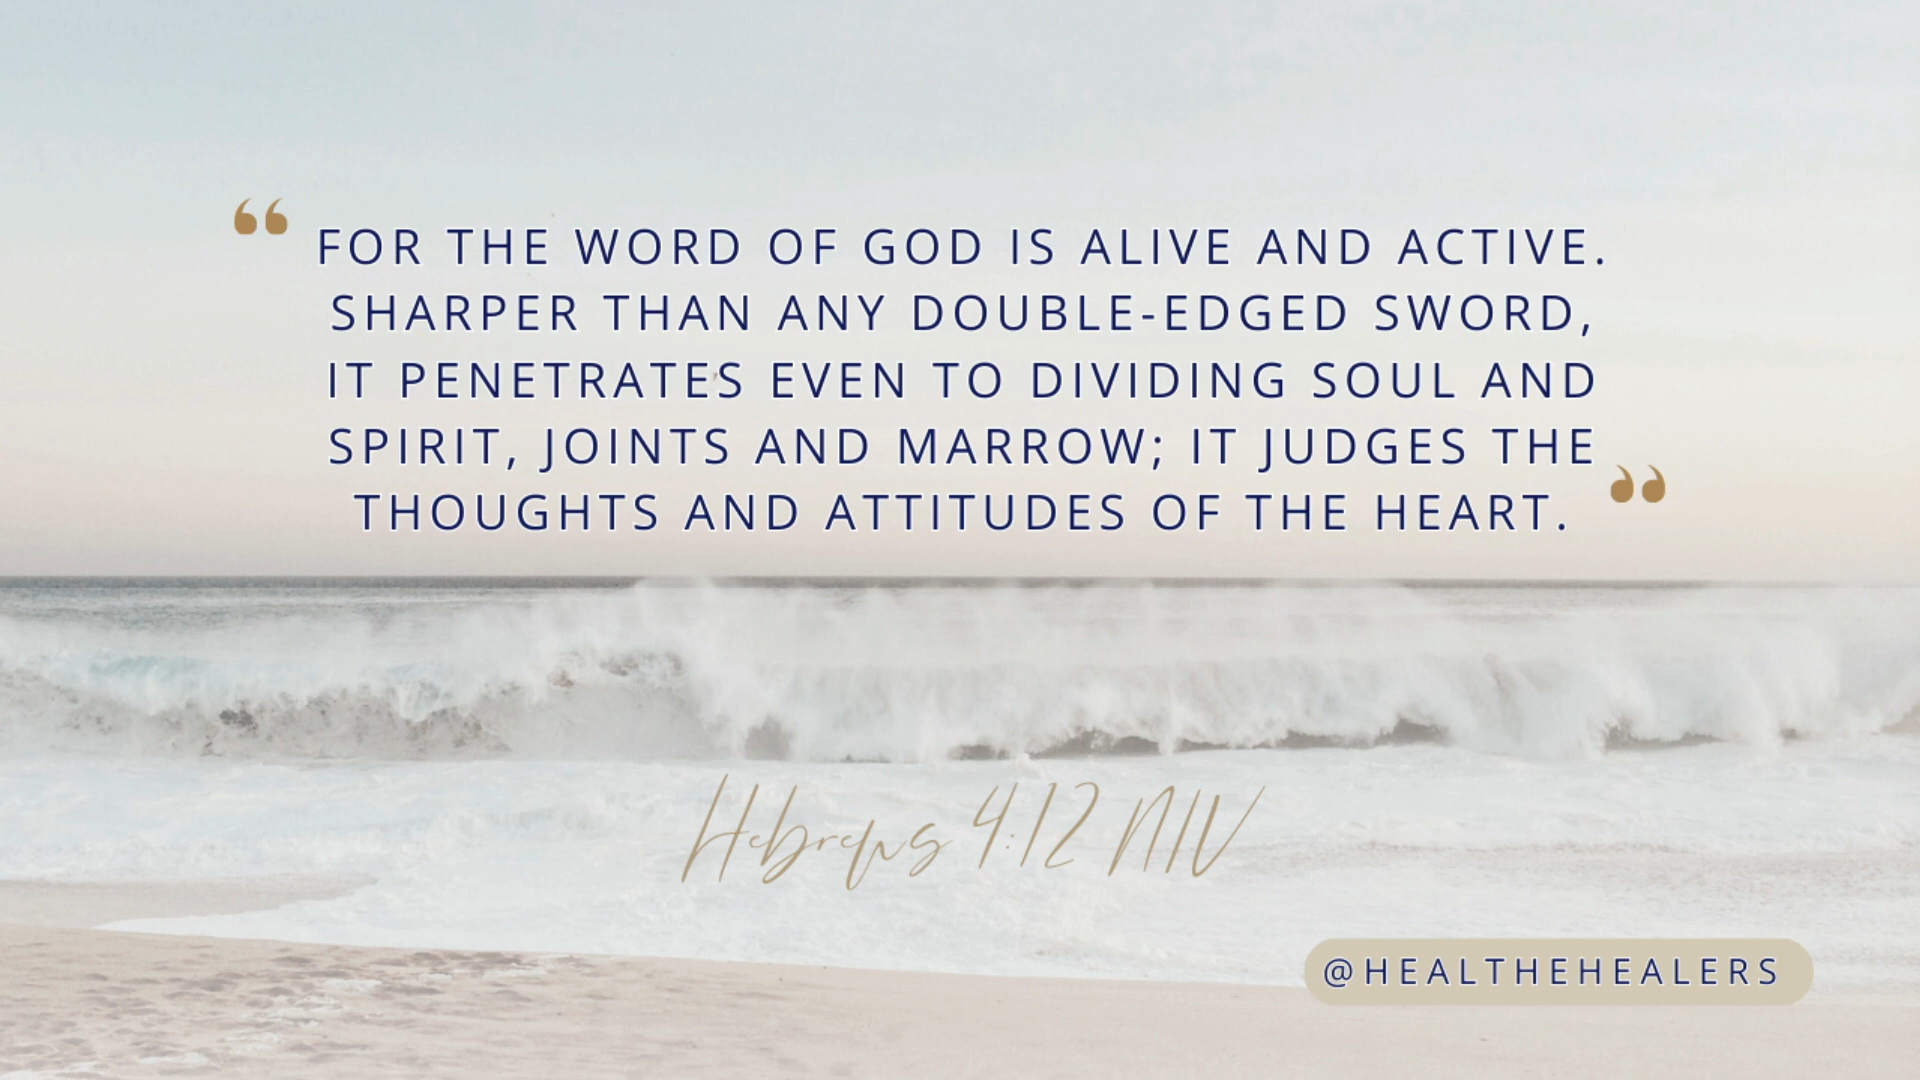 “ FOR THE WORD OF GOD IS ALIVE AND ACTIVE.
SHARPER THAN ANY DOUBLE-EDGED SWORD,
IT PENETRATES EVEN TO DIVIDING SOUL AND
SPIRIT, JOINTS AND MARROW; IT JUDGES THE
THOUGHTS AND ATTITUDES OF THE HEART. ”
Hebrews 4:12 NIV
@HEALTHEHEALERS